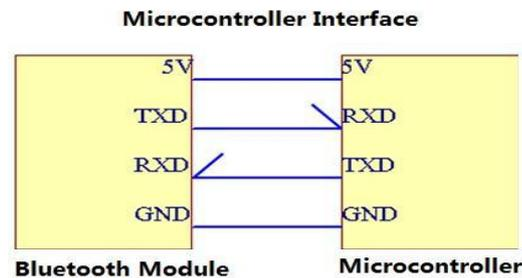 Microcontroller Interface
5V 5V
TXD RXD
RXD TXD
GND GND
Bluetooth Module Microcontroller